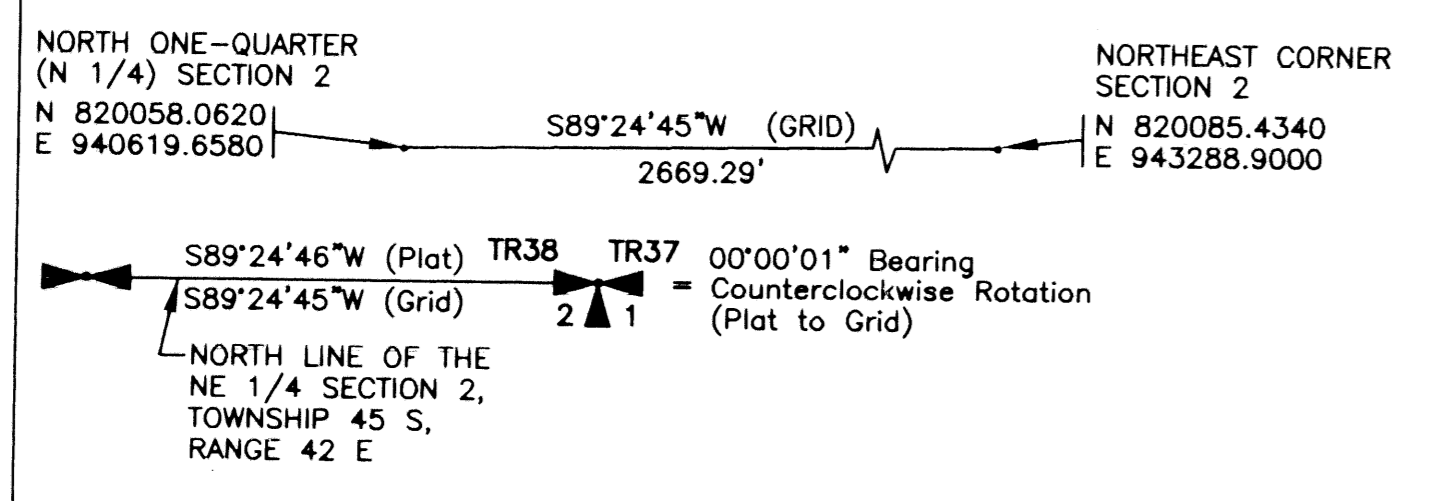 NORTH ONE-QUARTER
(N 1/4) SECTION 2
N 820058.0620
E 940619.6580
S89°24'45"W (GRID)
2669.29'
NORTHEAST CORNER
SECTION 2
N 820085.4340
E 943288.9000
S89°24'46"W (Plat)
S89°24'45"W (Grid)
TR38 TR37
2 1
= 00°00'01" Bearing
Counterclockwise Rotation
(Plat to Grid)
NORTH LINE OF THE
NE 1/4 SECTION 2,
TOWNSHIP 45 S,
RANGE 42 E